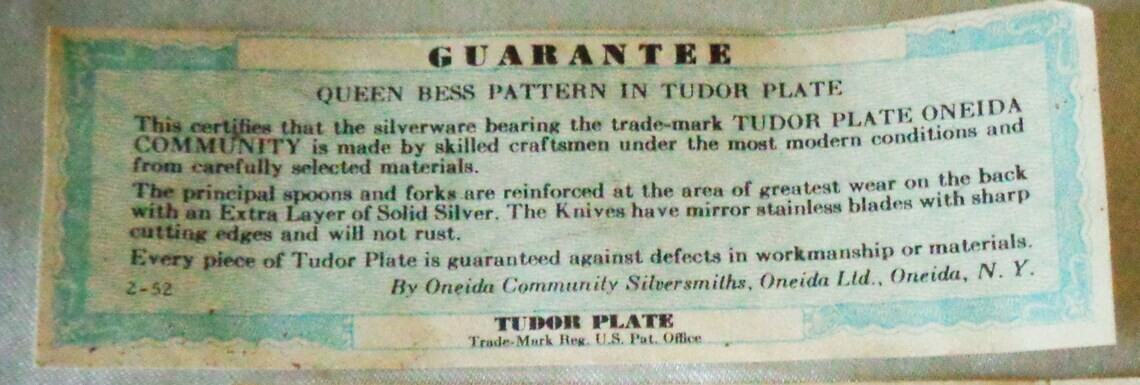 GUARANTEE
QUEEN BESS PATTERN IN TUDOR PLATE
This certifies that the silverware bearing the trade-mark TUDOR PLATE ONEIDA
COMMUNITY is made by skilled craftsmen under the most modern conditions and
from carefully selected materials.
The principal spoons and forks are reinforced at the area of greatest wear on the back
with an Extra Layer of Solid Silver. The Knives have mirror stainless blades with sharp
cutting edges and will not rust.
Every piece of Tudor Plate is guaranteed against defects in workmanship or materials.
2-52 By Oneida Community Silversmiths, Oneida Ltd., Oneida, N. Y.
TUDOR PLATE
Trade-Mark Reg. U.S. Pat. Office